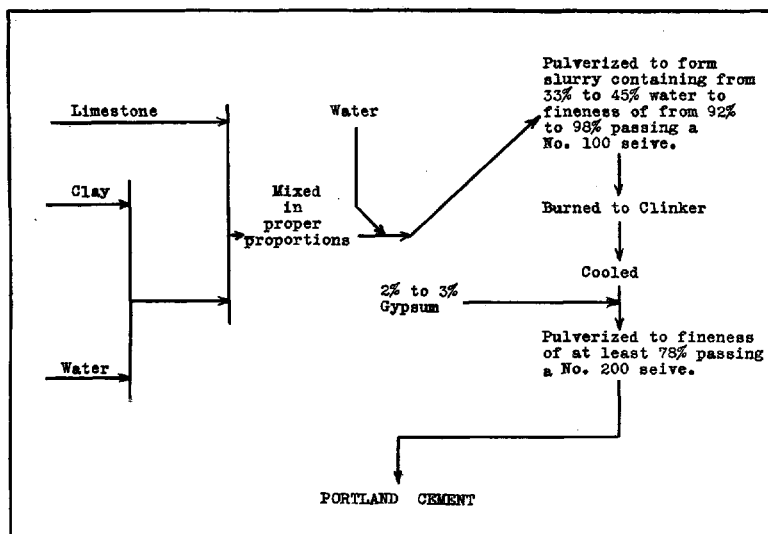 Limestone
Clay
Water
Mixed
in
proper
proportions
Water
Pulverized to form
slurry containing from
33% to 45% water to
fineness of from 92%
to 98% passing a
No. 100 seive.
Burned to Clinker
Cooled
2% to 3%
Gypsum
Pulverized to fineness
of at least 78% passing
a No. 200 seive.
PORTLAND CEMENT